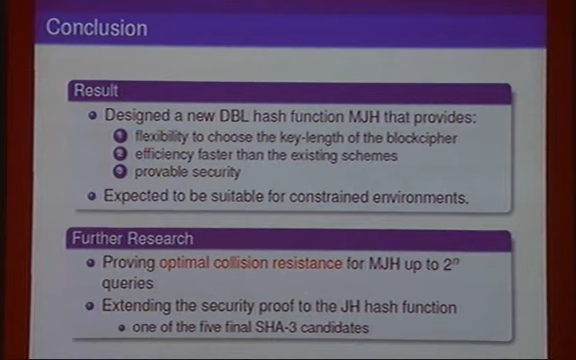 Conclusion
Result
Designed a new DBL hash function MJH that provides:
1 flexibility to choose the key-length of the blockcipher
2 efficiency faster than the existing schemes
3 provable security
Expected to be suitable for constrained environments.
Further Research
Proving optimal collision resistance for MJH up to 2ⁿ
queries
Extending the security proof to the JH hash function
one of the five final SHA-3 candidates